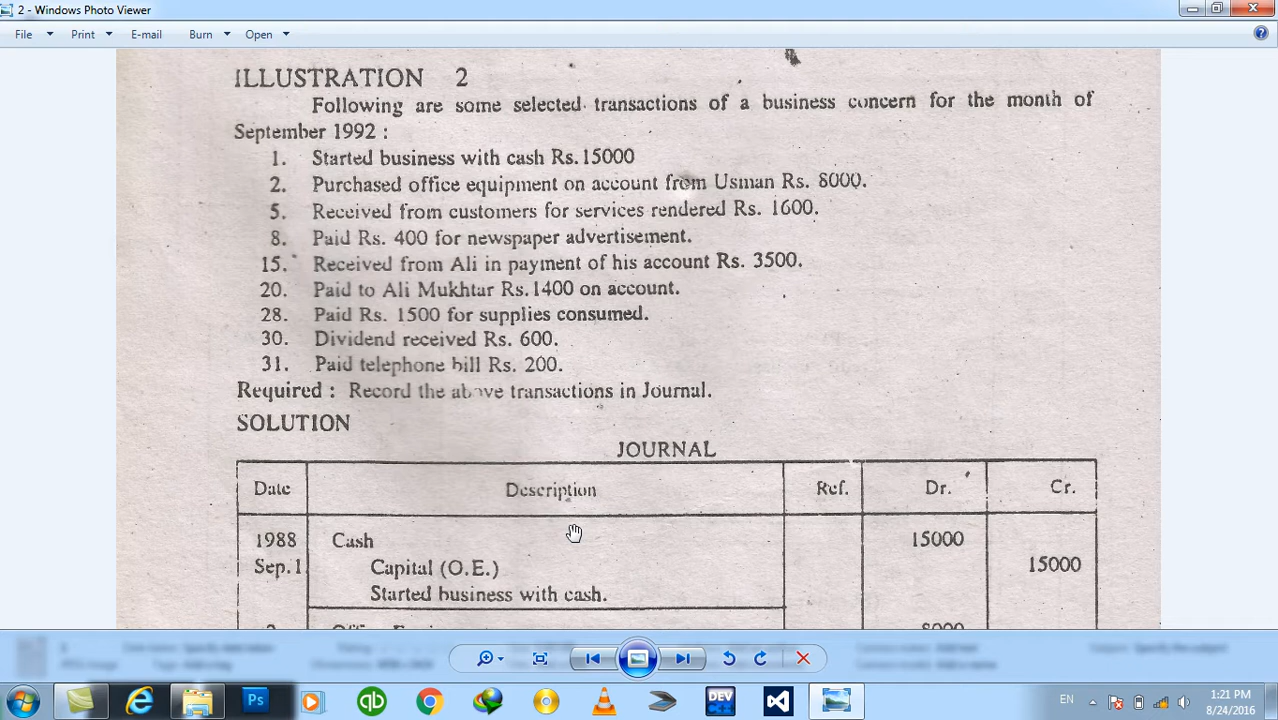 2 - Windows Photo Viewer
File Print E-mail Burn Open
ILLUSTRATION 2
Following are some selected transactions of a business concern for the month of
September 1992 :
1. Started business with cash Rs.15000
2. Purchased office equipment on account from Usman Rs. 8000.
5. Received from customers for services rendered Rs. 1600.
8. Paid Rs. 400 for newspaper advertisement.
15. Received from Ali in payment of his account Rs. 3500.
20. Paid to Ali Mukhtar Rs.1400 on account.
28. Paid Rs. 1500 for supplies consumed.
30. Dividend received Rs. 600.
31. Paid telephone bill Rs. 200.
Required : Record the above transactions in Journal.
SOLUTION
JOURNAL
Date Description Ref. Dr. Cr.
1988 Cash 15000
Sep.1 Capital (O.E.) 15000
Started business with cash.
8000
Ps
DEV
EN
1:21 PM
8/24/2016